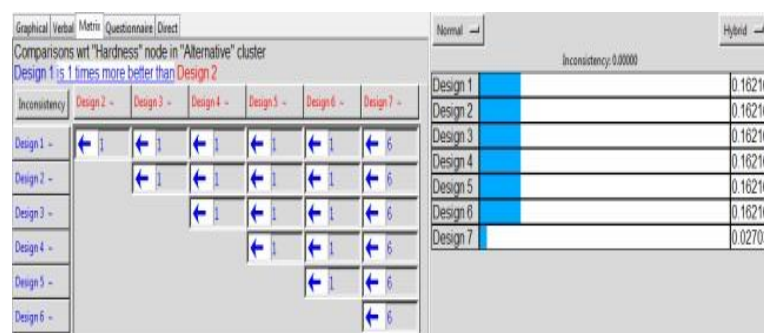 Graphical Verbal Matrix Questionnaire Direct
Comparisons wrt "Hardness" node in "Alternative" cluster
Design 1 is 1 times more better than Design 2
Inconsistency Design 2 ~ Design 3 ~ Design 4 ~ Design 5 ~ Design 6 ~ Design 7 ~
Design 1 ~ 1 1 1 1 1 6
Design 2 ~ 1 1 1 1 6
Design 3 ~ 1 1 1 6
Design 4 ~ 1 1 6
Design 5 ~ 1 6
Design 6 ~ 6
Normal Hybrid
Inconsistency: 0.00000
Design 1 0.1621
Design 2 0.1621
Design 3 0.1621
Design 4 0.1621
Design 5 0.1621
Design 6 0.1621
Design 7 0.0270